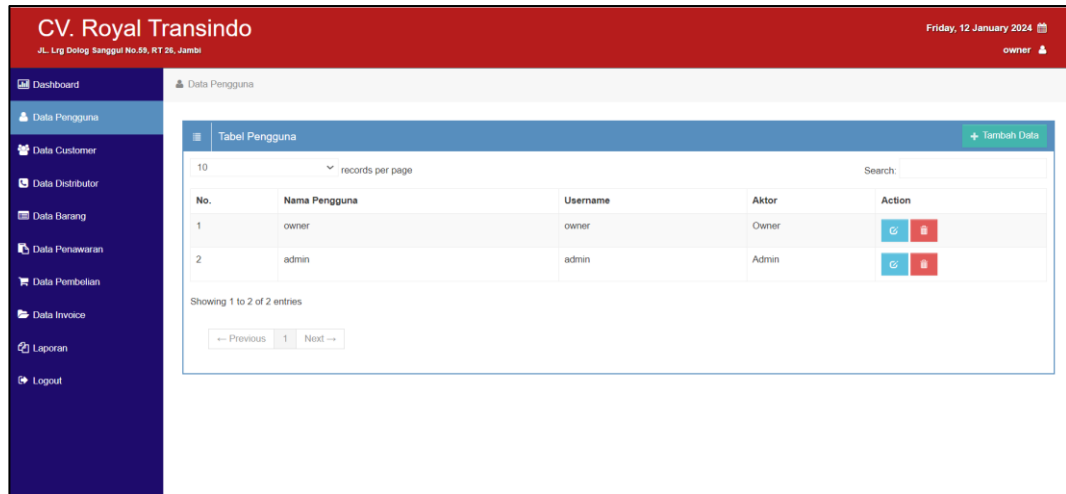 CV. Royal Transindo
JL. Lrg Dolog Sanggul No.59, RT 26, Jambi
Friday, 12 January 2024
owner
Dashboard
Data Pengguna
Data Customer
Data Distributor
Data Barang
Data Penawaran
Data Pembelian
Data Invoice
Laporan
Logout
Data Pengguna
Tabel Pengguna
+ Tambah Data
10 records per page
Search:
No. Nama Pengguna Username Aktor Action
1 owner owner Owner
2 admin admin Admin
Showing 1 to 2 of 2 entries
← Previous 1 Next →